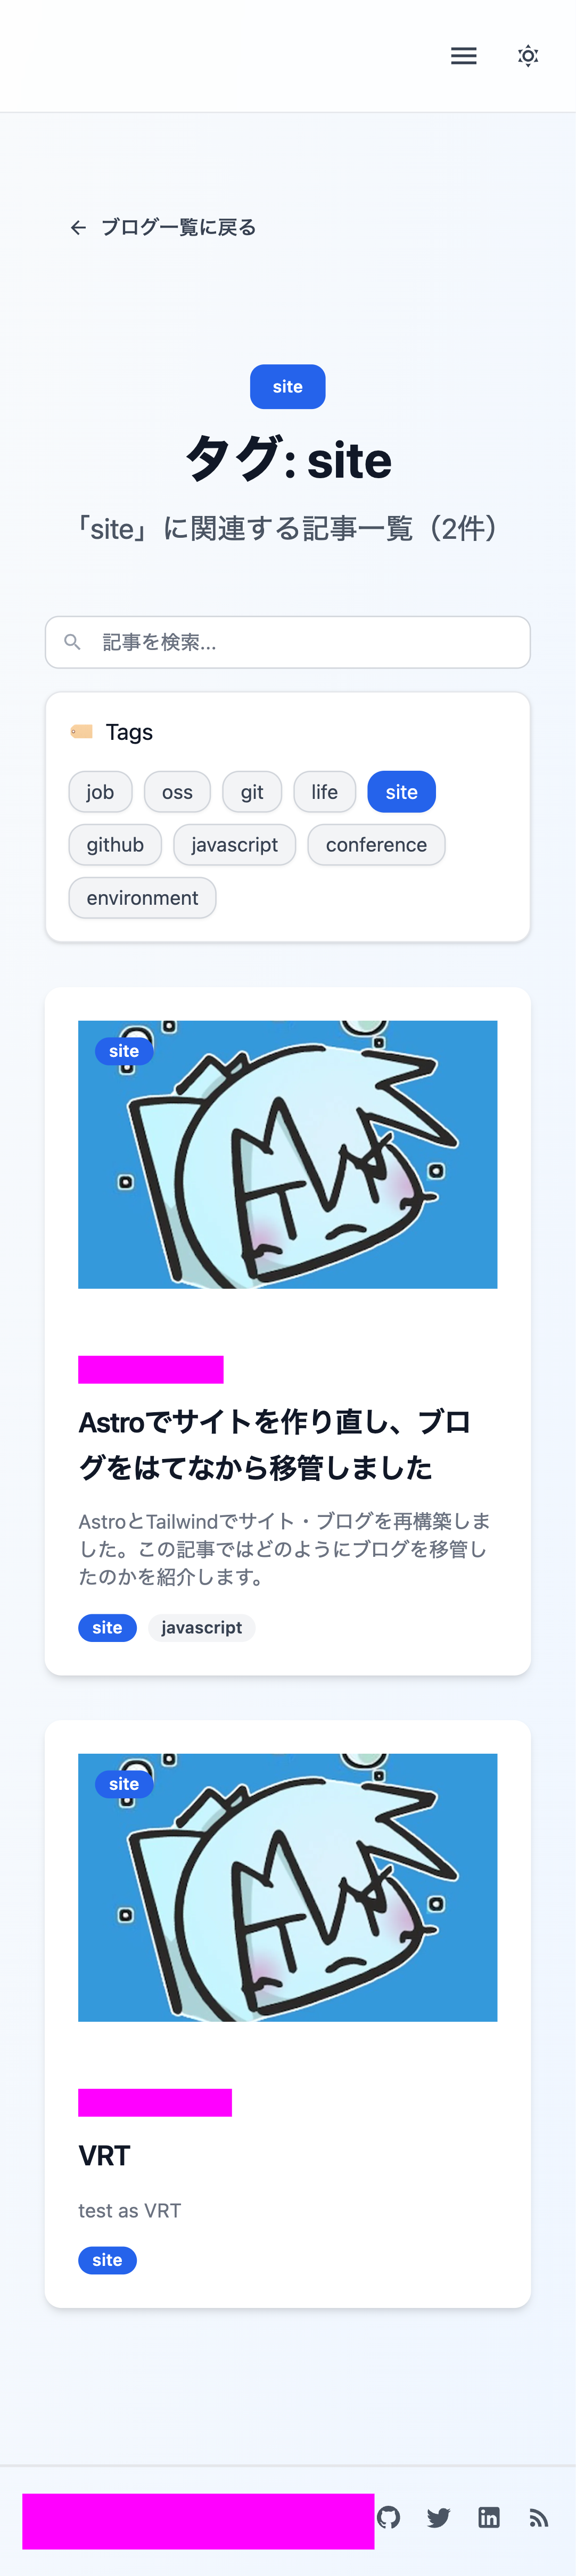 ブログ一覧に戻る
site
タグ: site
「site」に関連する記事一覧（2件）
記事を検索...
Tags
job oss git life site
github javascript conference
environment
site
Astroでサイトを作り直し、ブロ
グをはてなから移管しました
AstroとTailwindでサイト・ブログを再構築しま
した。この記事ではどのようにブログを移管し
たのかを紹介します。
site javascript
site
VRT
test as VRT
site